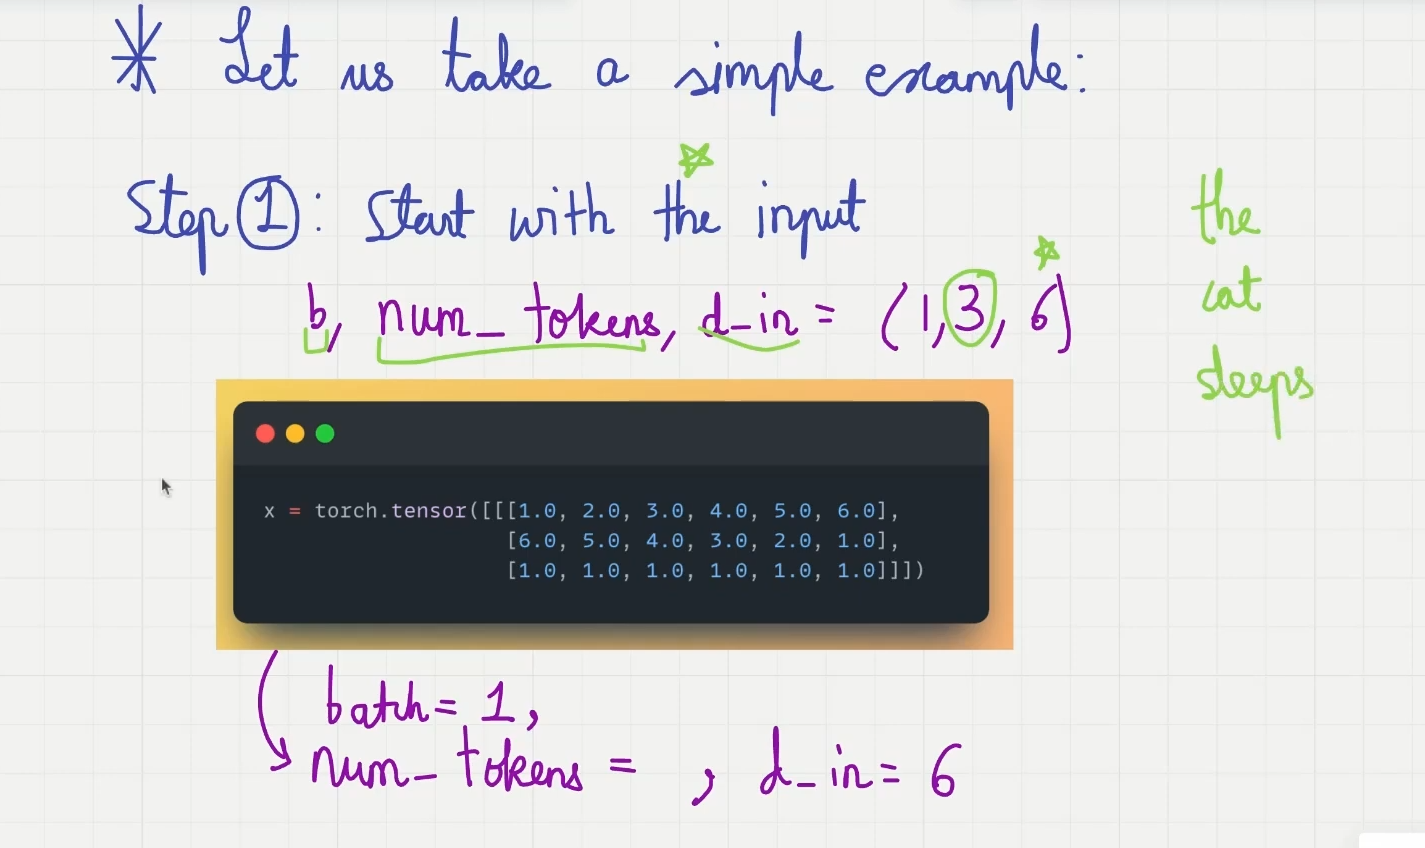 * Let us take a simple example:
Step 1: Start with the input
b, num_tokens, d_in = (1,3,6)
the
cat
sleeps
x = torch.tensor([[[1.0, 2.0, 3.0, 4.0, 5.0, 6.0],
[6.0, 5.0, 4.0, 3.0, 2.0, 1.0],
[1.0, 1.0, 1.0, 1.0, 1.0, 1.0]]])
batch = 1,
num_tokens = , d_in = 6